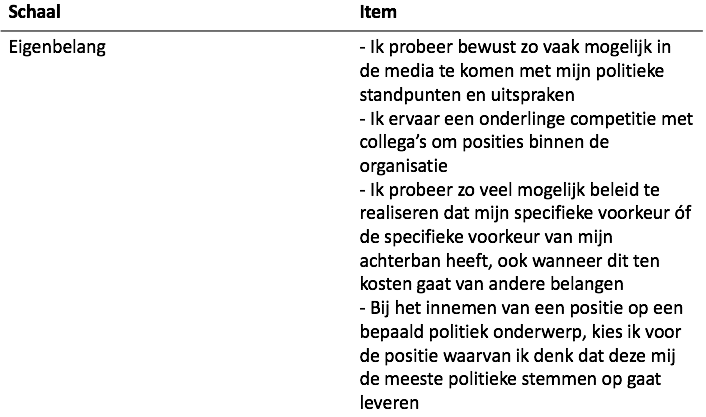 Schaal Item
Eigenbelang - Ik probeer bewust zo vaak mogelijk in
de media te komen met mijn politieke
standpunten en uitspraken
- Ik ervaar een onderlinge competitie met
collega's om posities binnen de
organisatie
- Ik probeer zo veel mogelijk beleid te
realiseren dat mijn specifieke voorkeur óf
de specifieke voorkeur van mijn
achterban heeft, ook wanneer dit ten
kosten gaat van andere belangen
- Bij het innemen van een positie op een
bepaald politiek onderwerp, kies ik voor
de positie waarvan ik denk dat deze mij
de meeste politieke stemmen op gaat
leveren